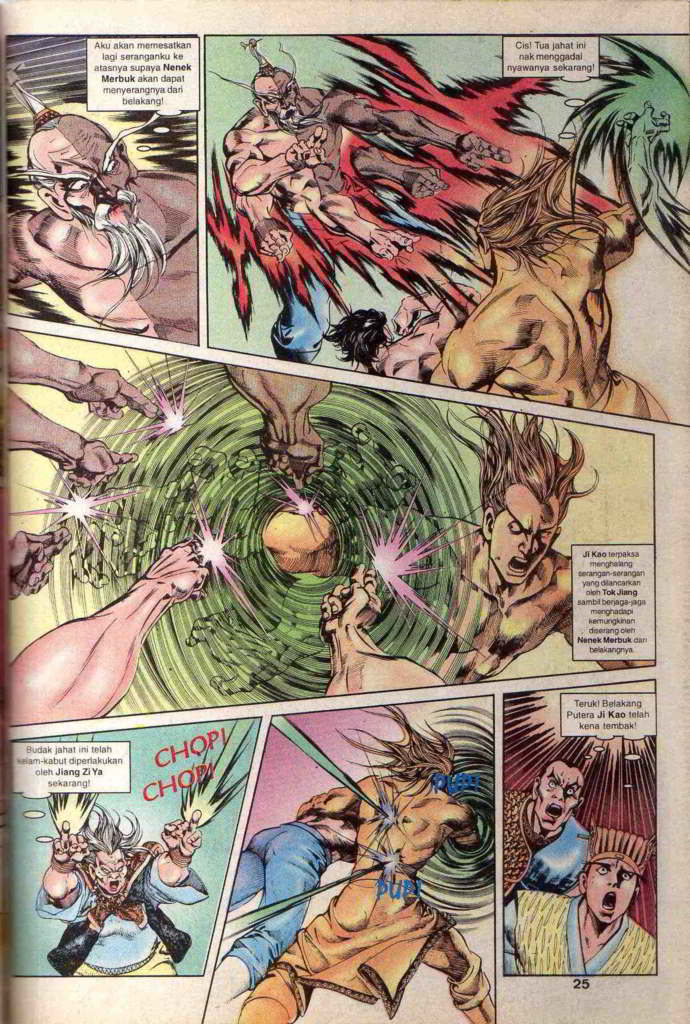 Aku akan memesatkan
lagi seranganku ke
atasnya supaya Nenek
Merbuk akan dapat
menyerangnya dari
belakang!
Cis! Tua jahat ini
nak menggadai
nyawanya sekarang!
Ji Kao terpaksa
menghalang
serangan-serangan
yang dilancarkan
oleh Tok Jiang
sambil berjaga-jaga
menghadapi
kemungkinan
diserang oleh
Nenek Merbuk dari
belakangnya.
Budak jahat ini telah
kelam-kabut diperlakukan
oleh Jiang Zi Ya
sekarang!
CHOP!
CHOP!
PUP!
PUP!
Teruk! Belakang
Putera Ji Kao telah
kena tembak!
25